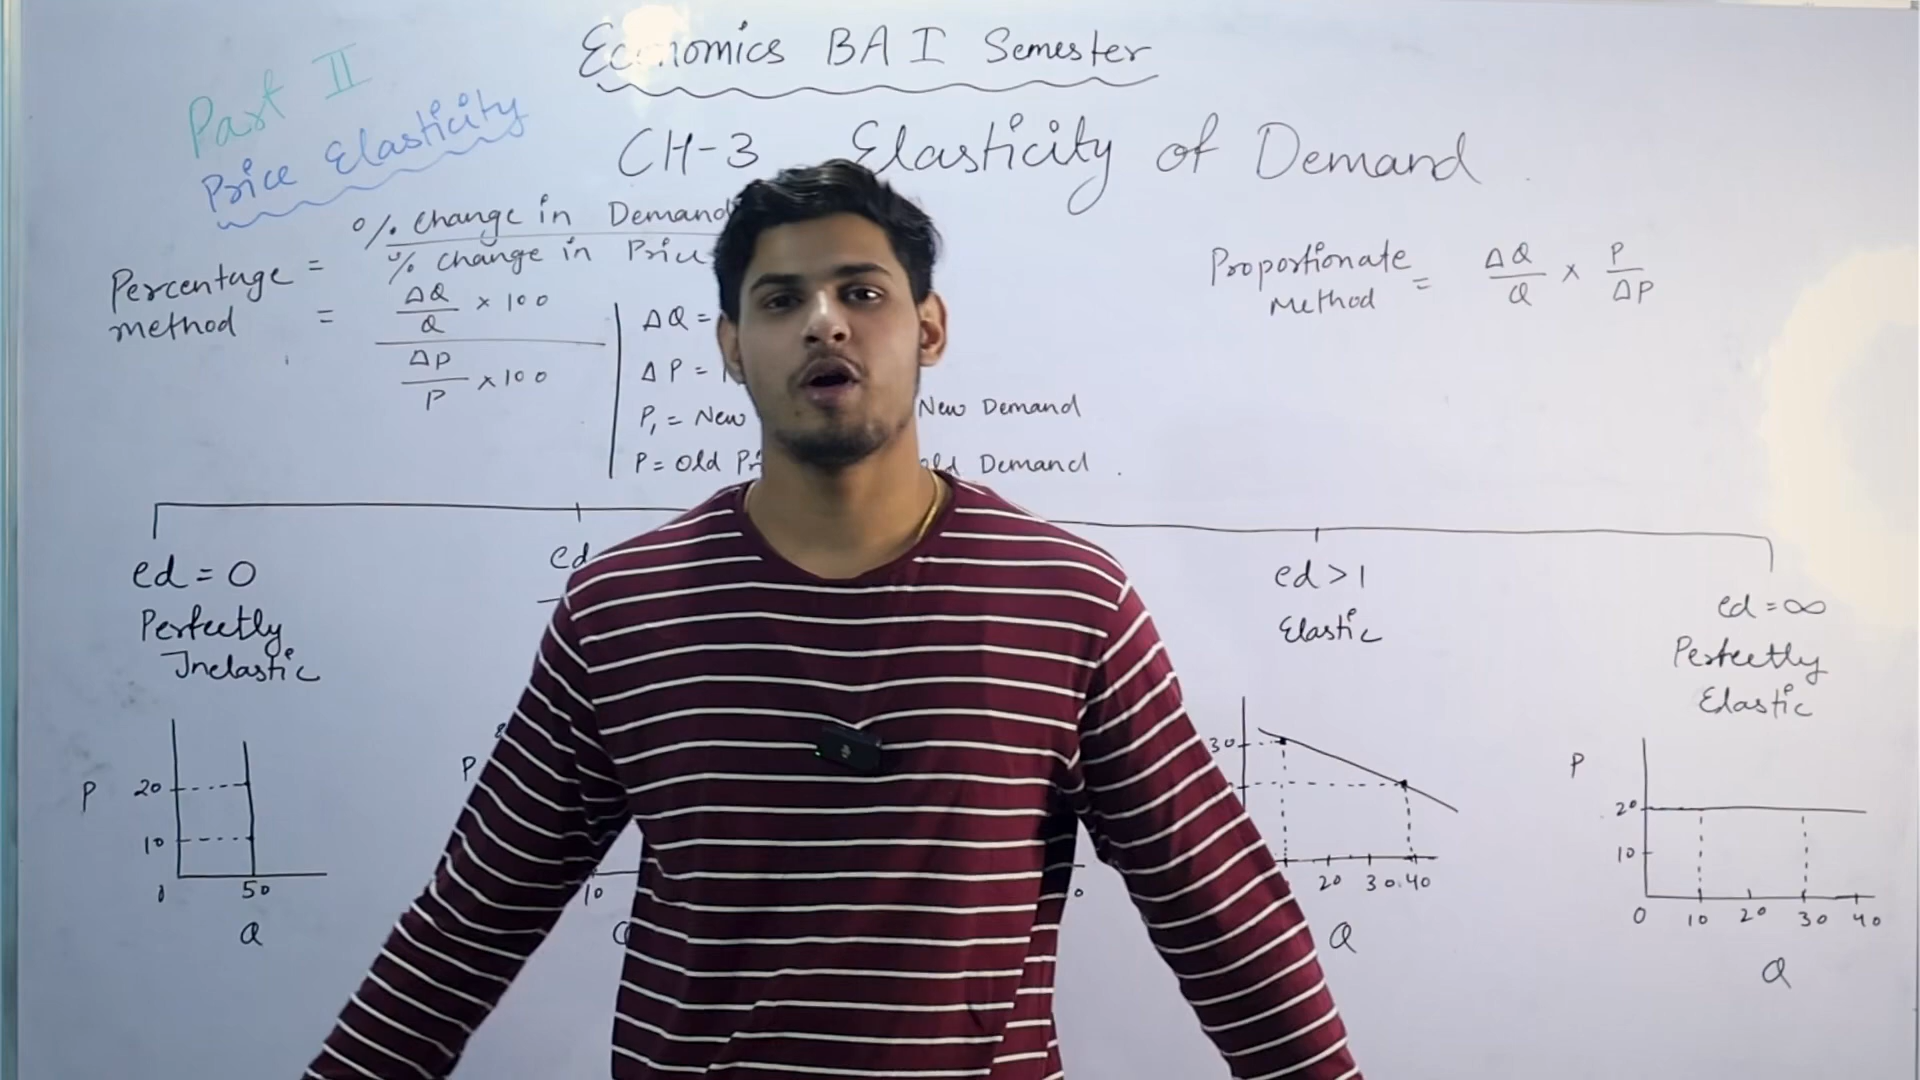 Economics BA I Semester
Part II
Price Elasticity
CH-3 Elasticity of Demand
Percentage method = % Change in Demand
% change in Price
= ΔQ/Q × 100
ΔP/P × 100
ΔQ =
ΔP =
P₁ = New
New Demand
P = Old
Old Demand .
Proportionate Method = ΔQ/Q × P/ΔP
ed = 0
Perfectly
Inelastic
ed
ed > 1
Elastic
ed = ∞
Perfectly
Elastic
P
20
10
0
50
Q
P
10
30
20 30 40
Q
P
20
10
0 10 20 30 40
Q